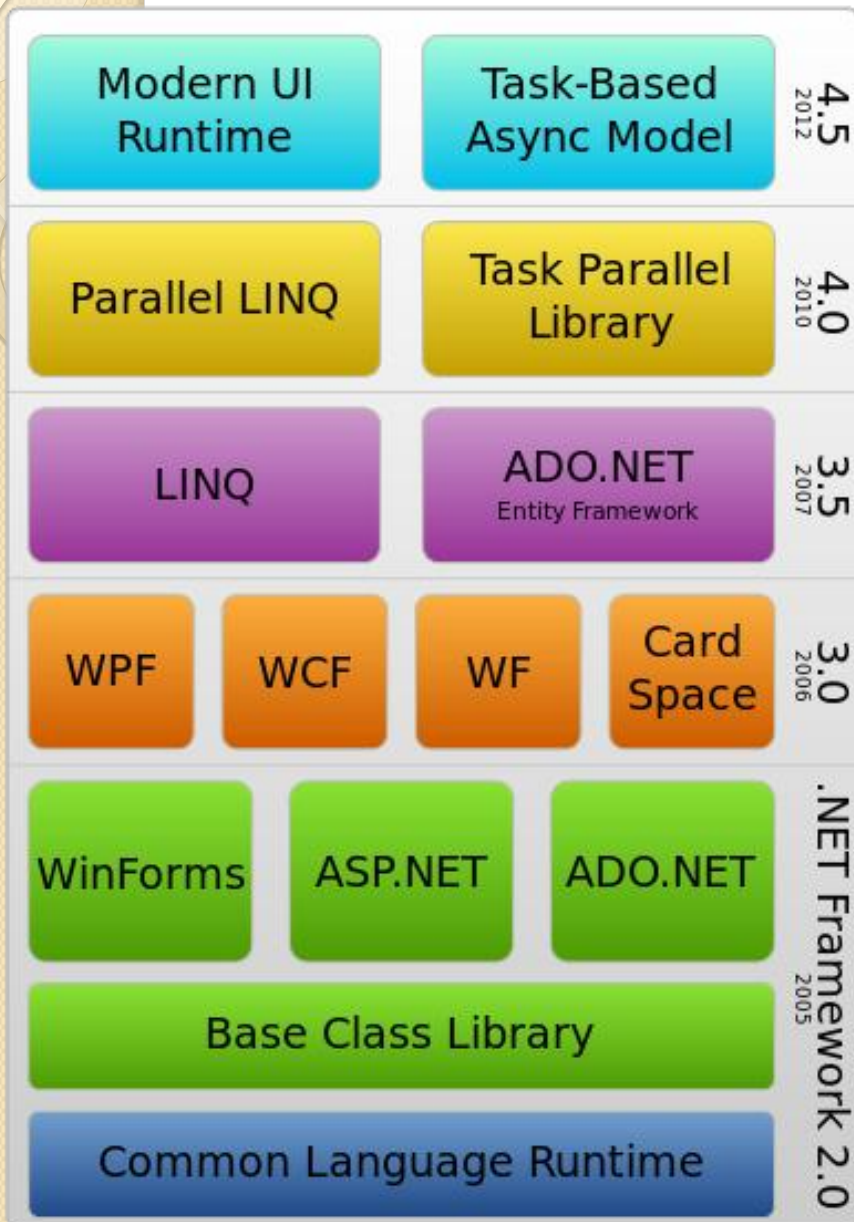 Modern UI
Runtime
Task-Based
Async Model
4.5
2012
Parallel LINQ
Task Parallel
Library
4.0
2010
LINQ
ADO.NET
Entity Framework
3.5
2007
WPF
WCF
WF
Card
Space
3.0
2006
WinForms
ASP.NET
ADO.NET
Base Class Library
Common Language Runtime
.NET Framework 2.0
2005